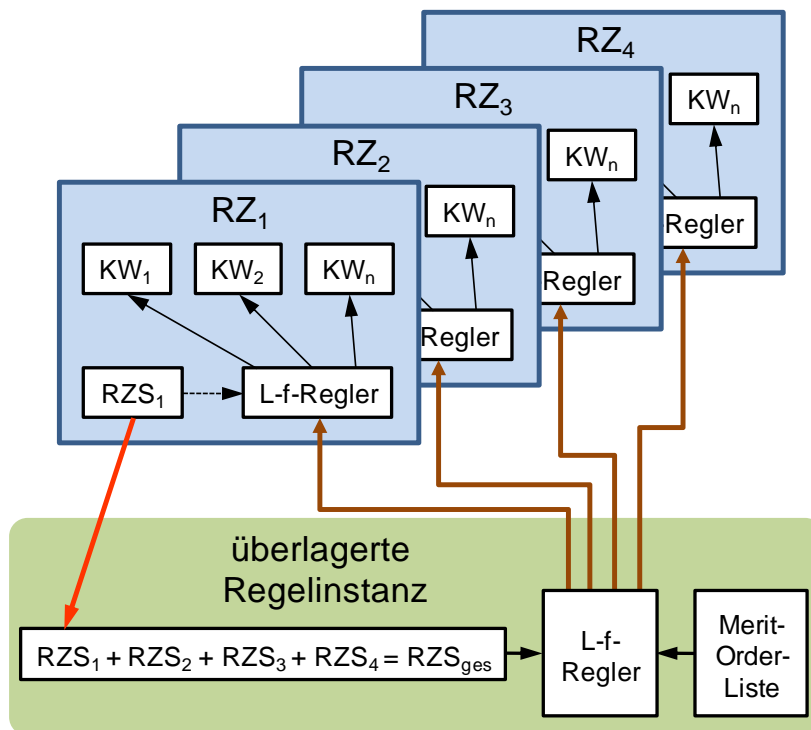 RZ₄
KWₙ
-Regler
RZ₃
KWₙ
Regler
RZ₂
KWₙ
Regler
RZ₁
KW₁ KW₂ KWₙ
RZS₁ L-f-Regler
überlagerte
Regelinstanz
RZS₁ + RZS₂ + RZS₃ + RZS₄ = RZS_ges
L-f-
Regler
Merit-
Order-
Liste